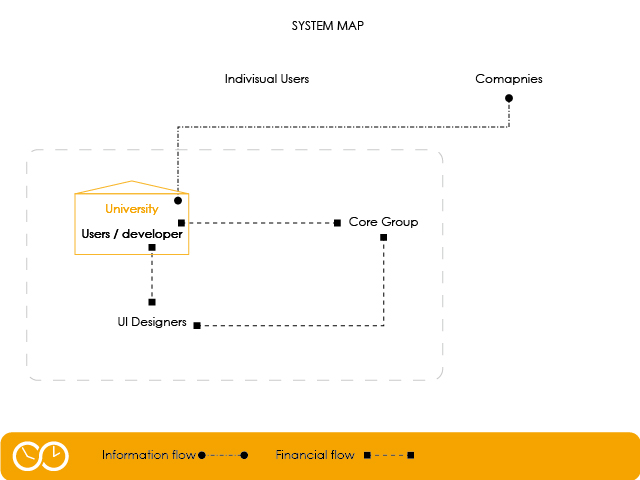 SYSTEM MAP
Indivisual Users
Comapnies
University
Users / developer
Core Group
UI Designers
Information flow
Financial flow